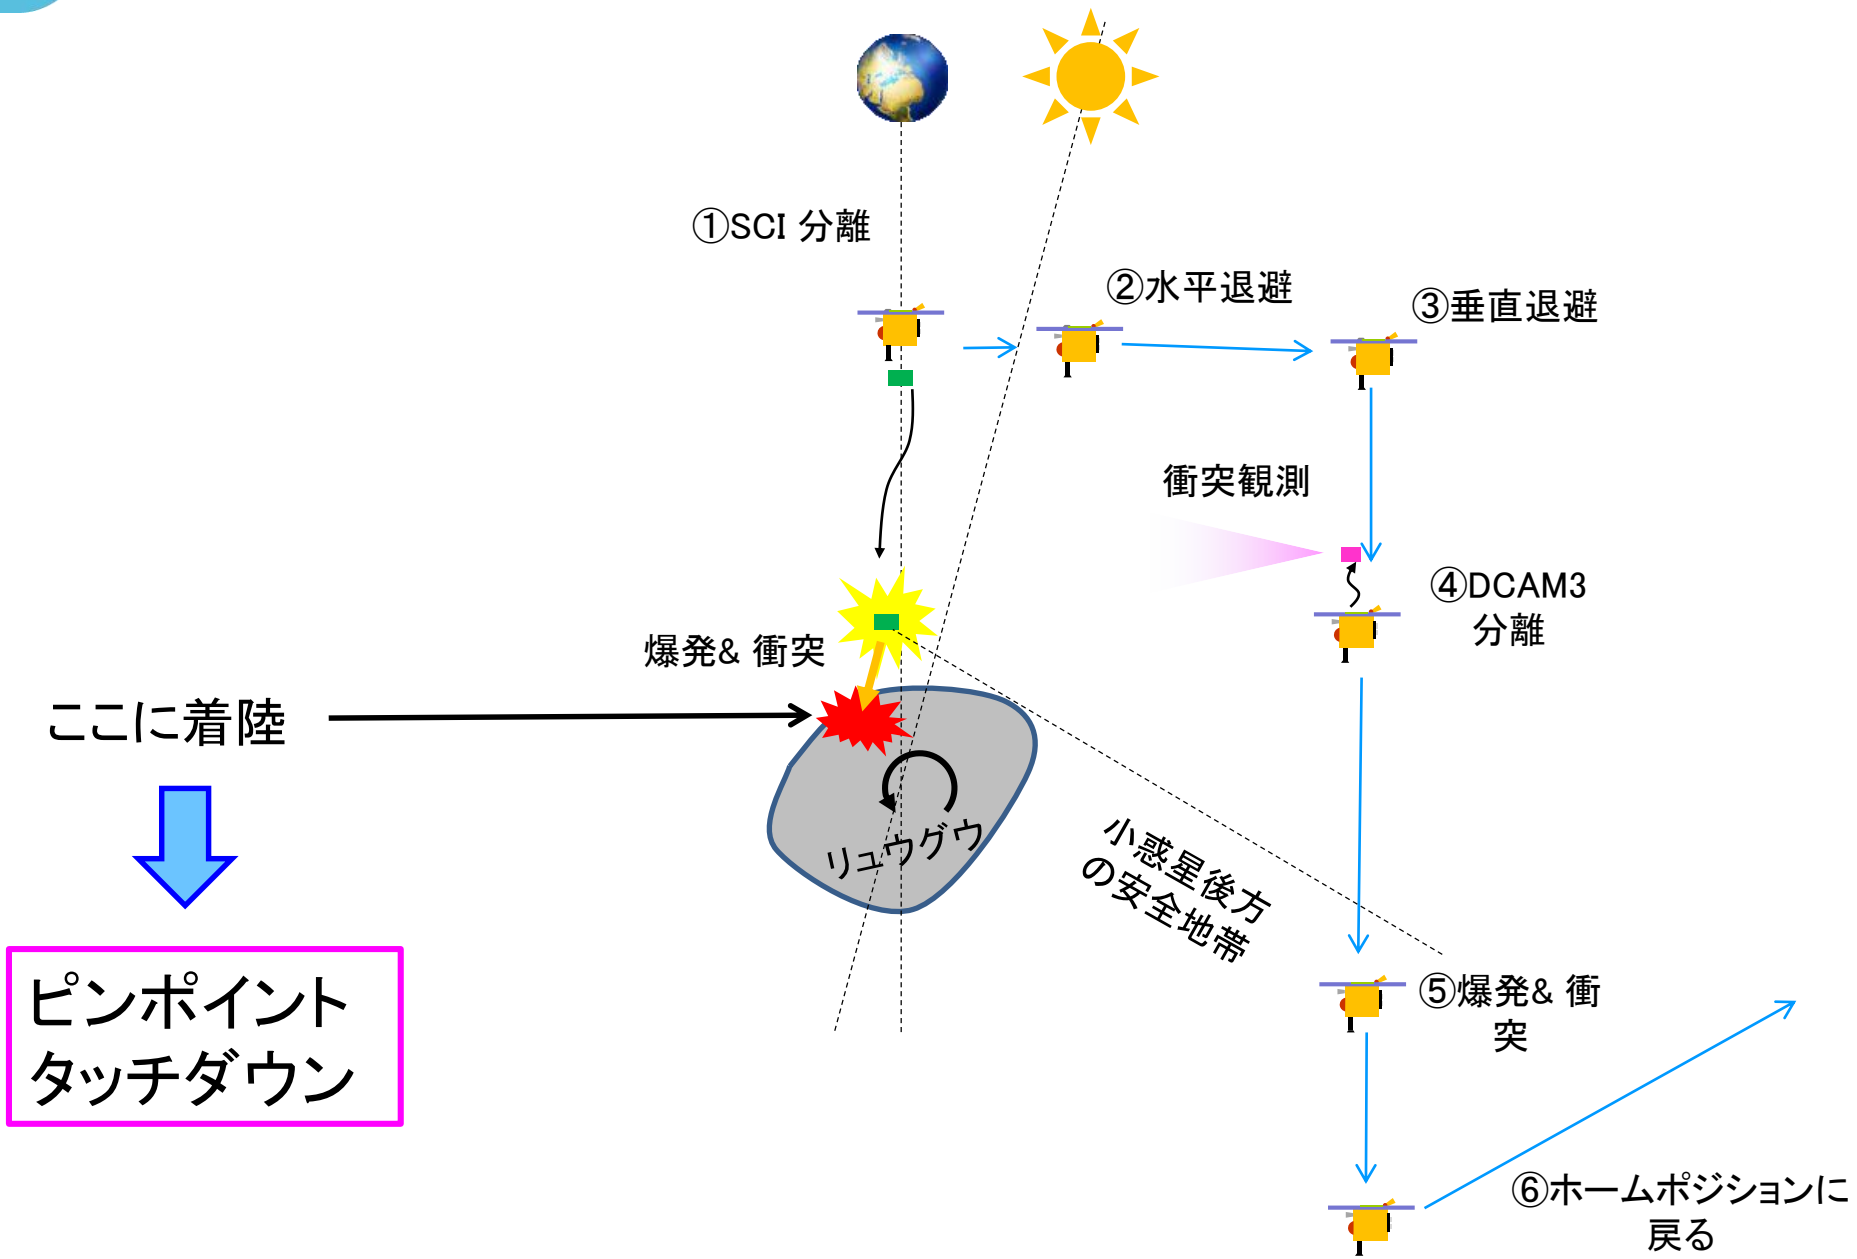 ①SCI 分離
②水平退避
③垂直退避
衝突観測
④DCAM3
分離
爆発& 衝突
ここに着陸
リュウグウ
小惑星後方
の安全地帯
ピンポイント
タッチダウン
⑤爆発& 衝
突
⑥ホームポジションに
戻る